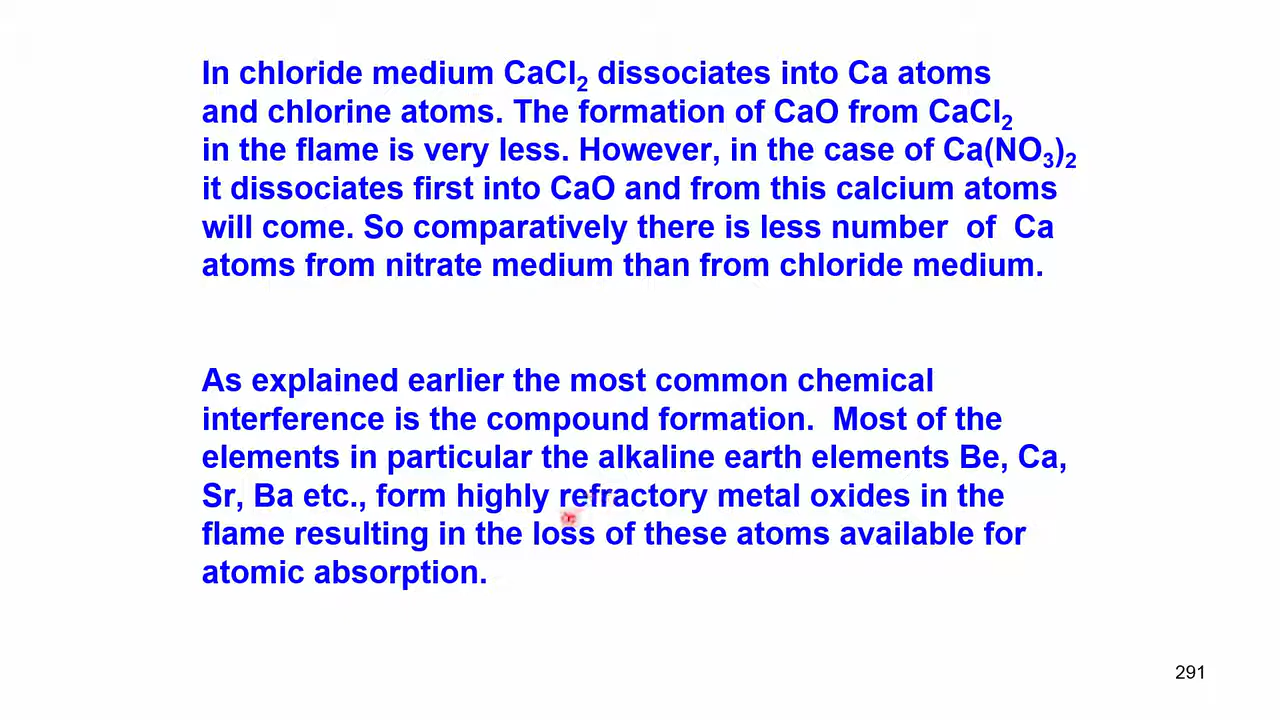 In chloride medium CaCl2 dissociates into Ca atoms
and chlorine atoms. The formation of CaO from CaCl2
in the flame is very less. However, in the case of Ca(NO3)2
it dissociates first into CaO and from this calcium atoms
will come. So comparatively there is less number  of  Ca
atoms from nitrate medium than from chloride medium.
As explained earlier the most common chemical
interference is the compound formation.  Most of the
elements in particular the alkaline earth elements Be, Ca,
Sr, Ba etc., form highly refractory metal oxides in the
flame resulting in the loss of these atoms available for
atomic absorption.
291